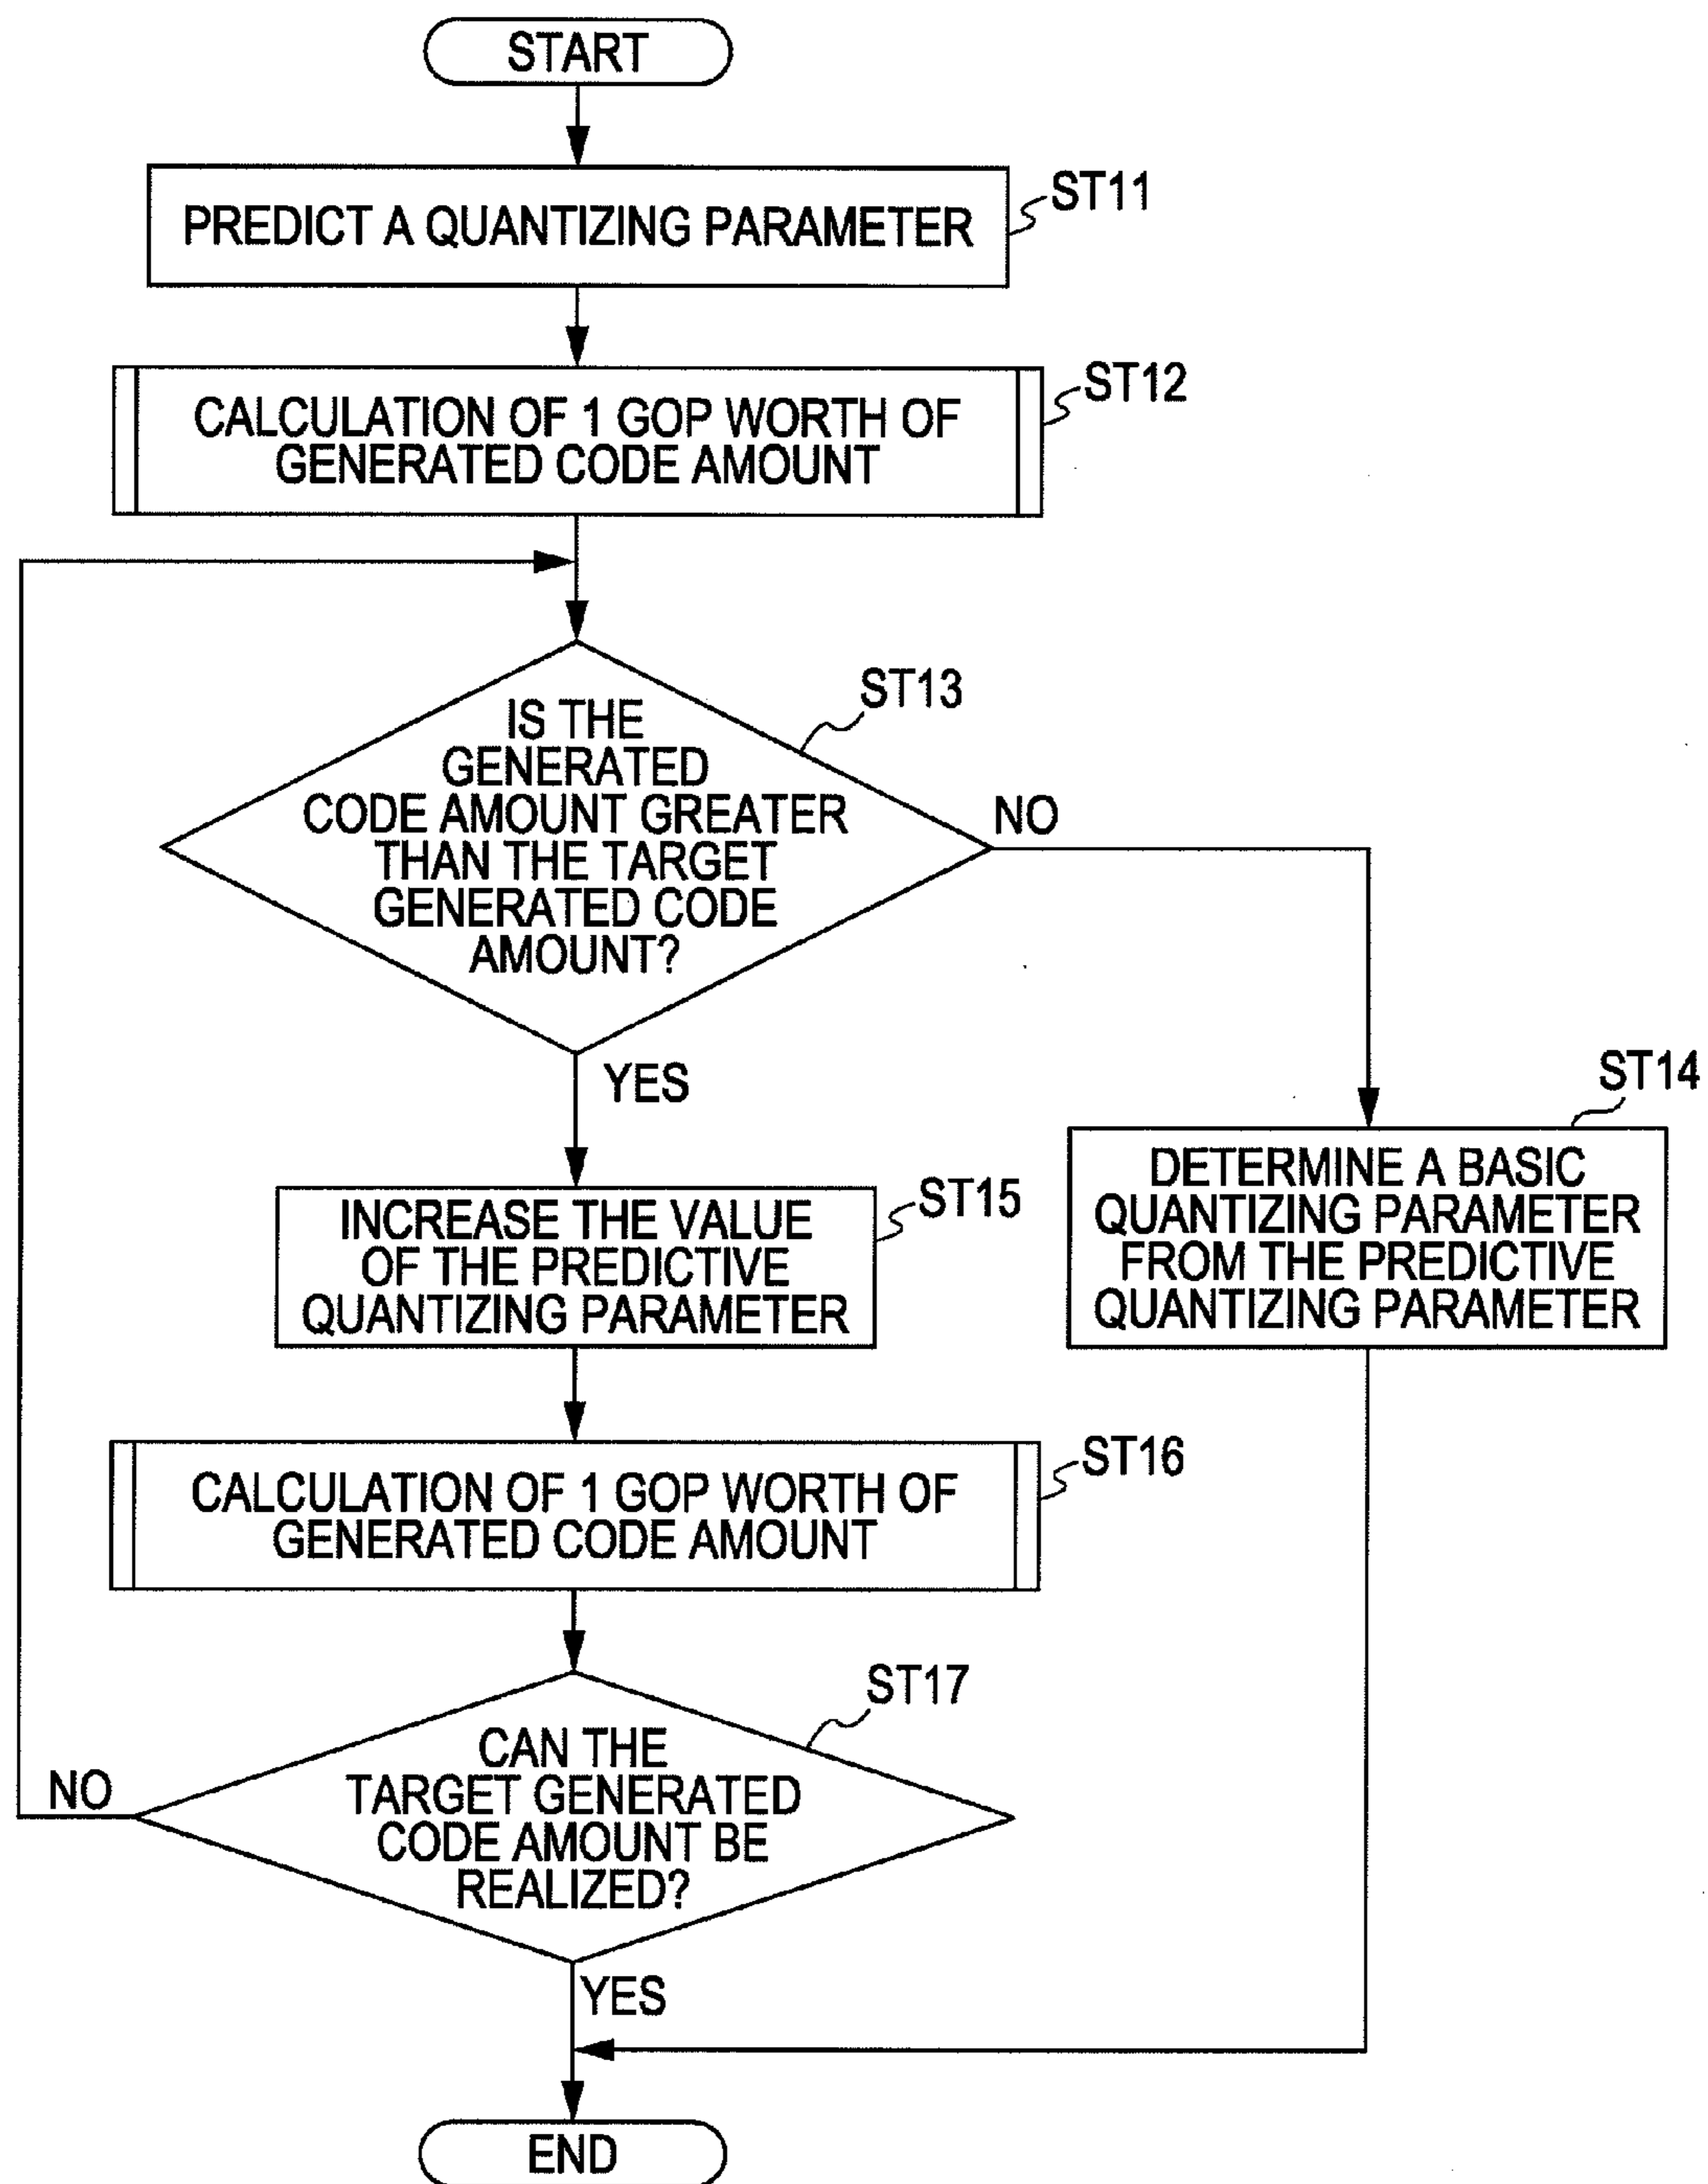 START
PREDICT A QUANTIZING PARAMETER
ST11
CALCULATION OF 1 GOP WORTH OF
GENERATED CODE AMOUNT
ST12
IS THE
GENERATED
CODE AMOUNT GREATER
THAN THE TARGET
GENERATED CODE
AMOUNT?
ST13
NO
YES
ST14
DETERMINE A BASIC
QUANTIZING PARAMETER
FROM THE PREDICTIVE
QUANTIZING PARAMETER
INCREASE THE VALUE
OF THE PREDICTIVE
QUANTIZING PARAMETER
ST15
CALCULATION OF 1 GOP WORTH OF
GENERATED CODE AMOUNT
ST16
CAN THE
TARGET GENERATED
CODE AMOUNT BE
REALIZED?
ST17
NO
YES
END